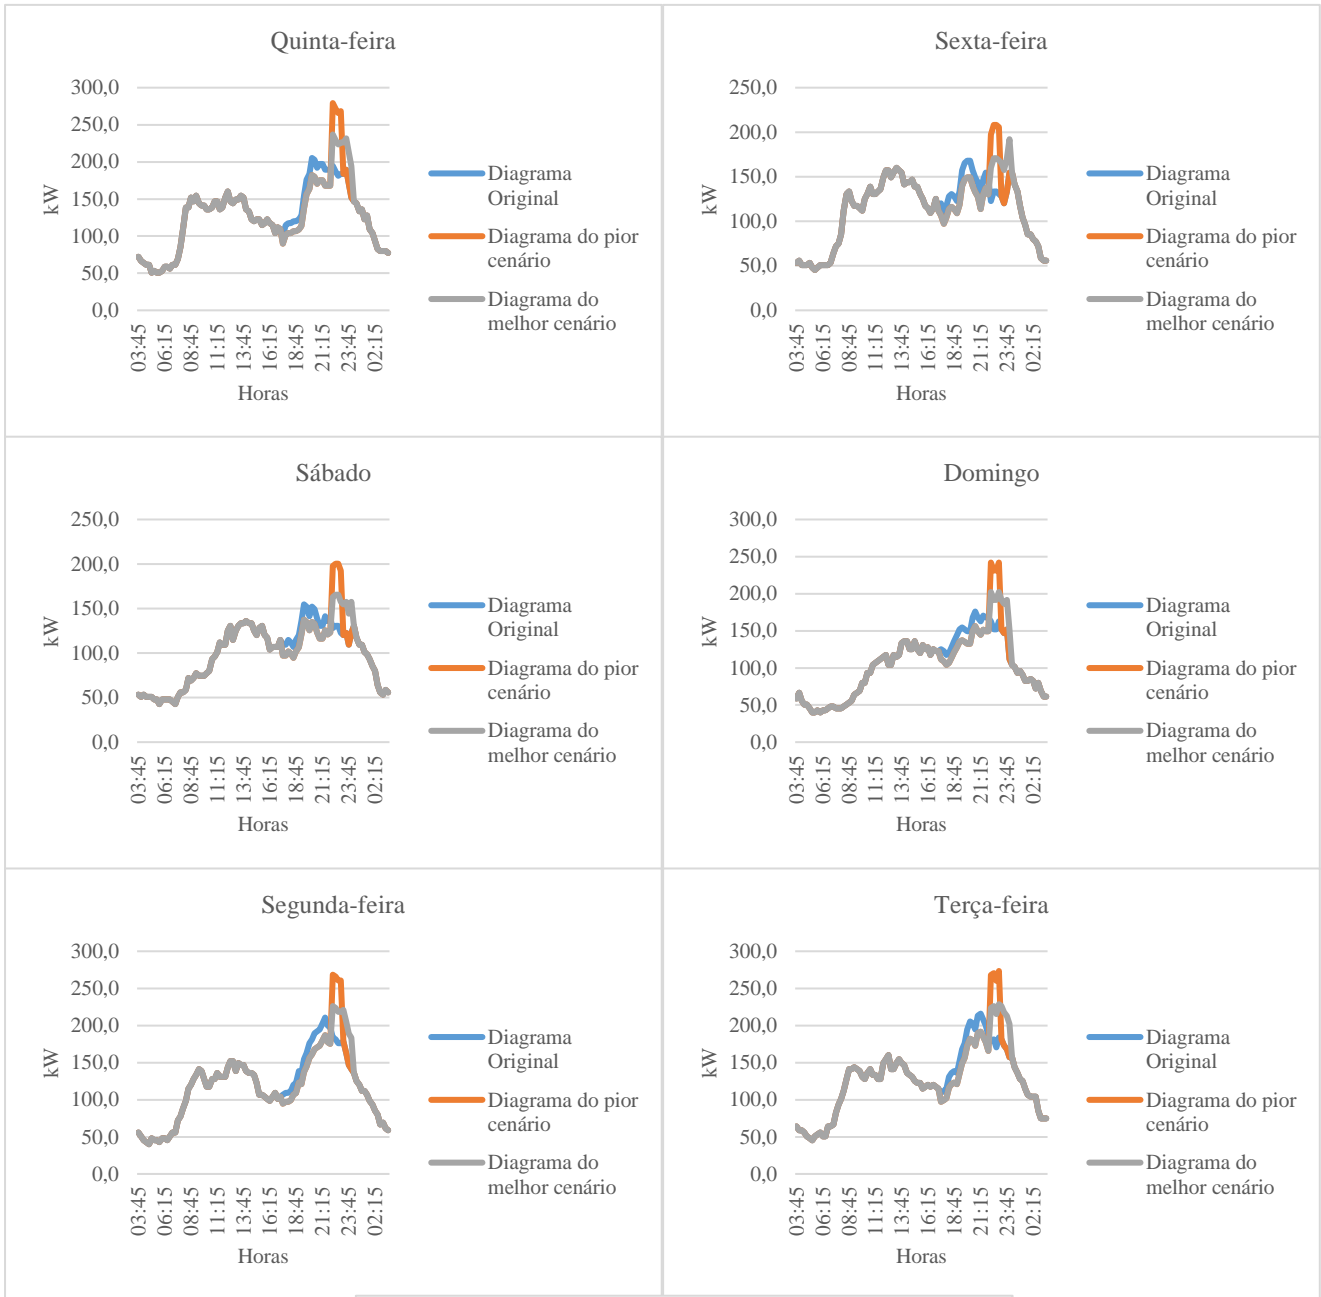 Quinta-feira
300,0
250,0
200,0
150,0
100,0
50,0
0,0
kW
03:45
06:15
08:45
11:15
13:45
16:15
18:45
21:15
23:45
02:15
Horas
Diagrama
Original
Diagrama do pior
cenário
Diagrama do
melhor cenário
Sexta-feira
250,0
200,0
150,0
100,0
50,0
0,0
kW
03:45
06:15
08:45
11:15
13:45
16:15
18:45
21:15
23:45
02:15
Horas
Diagrama
Original
Diagrama do pior
cenário
Diagrama do
melhor cenário
Sábado
250,0
200,0
150,0
100,0
50,0
0,0
kW
03:45
06:15
08:45
11:15
13:45
16:15
18:45
21:15
23:45
02:15
Horas
Diagrama
Original
Diagrama do pior
cenário
Diagrama do
melhor cenário
Domingo
300,0
250,0
200,0
150,0
100,0
50,0
0,0
kW
03:45
06:15
08:45
11:15
13:45
16:15
18:45
21:15
23:45
02:15
Horas
Diagrama
Original
Diagrama do pior
cenário
Diagrama do
melhor cenário
Segunda-feira
300,0
250,0
200,0
150,0
100,0
50,0
0,0
kW
03:45
06:15
08:45
11:15
13:45
16:15
18:45
21:15
23:45
02:15
Horas
Diagrama
Original
Diagrama do pior
cenário
Diagrama do
melhor cenário
Terça-feira
300,0
250,0
200,0
150,0
100,0
50,0
0,0
kW
03:45
06:15
08:45
11:15
13:45
16:15
18:45
21:15
23:45
02:15
Horas
Diagrama
Original
Diagrama do pior
cenário
Diagrama do
melhor cenário